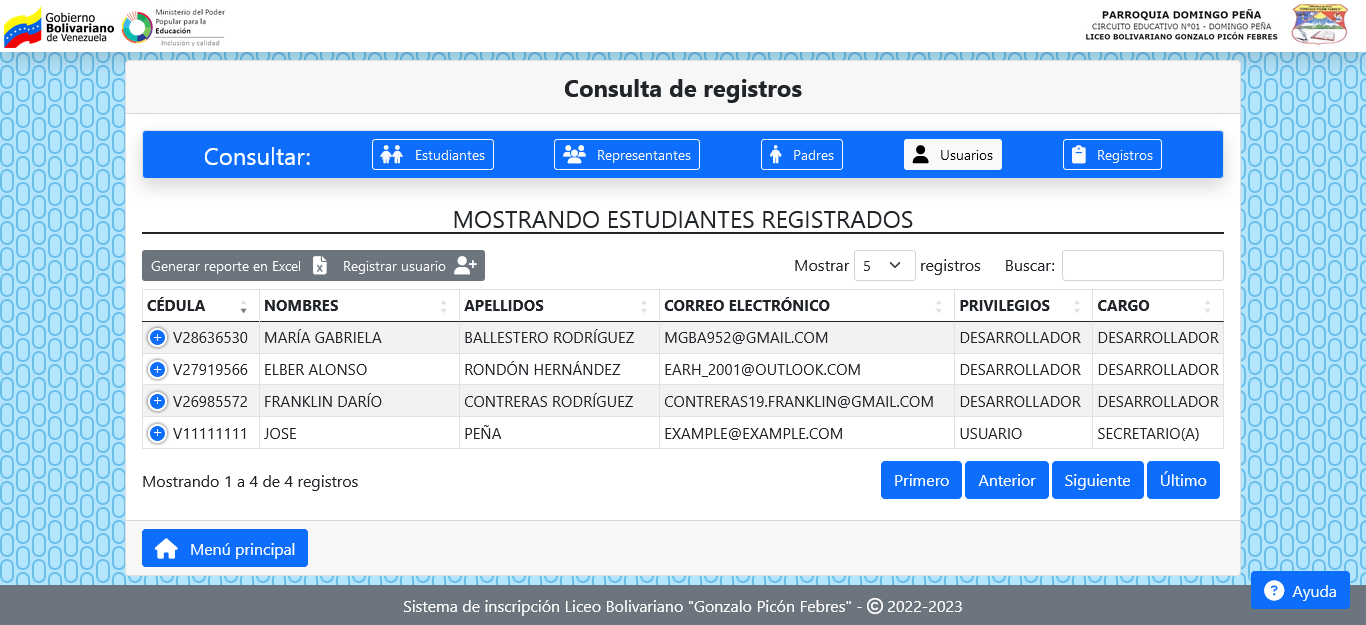 Gobierno
Bolivariano
de Venezuela
Ministerio del Poder
Popular para la
Educación
Inclusión y calidad
PARROQUIA DOMINGO PEÑA
CIRCUITO EDUCATIVO N°01 - DOMINGO PEÑA
LICEO BOLIVARIANO GONZALO PICÓN FEBRES
Consulta de registros
Consultar: Estudiantes Representantes Padres Usuarios Registros
MOSTRANDO ESTUDIANTES REGISTRADOS
Generar reporte en Excel Registrar usuario Mostrar 5 registros Buscar:
CÉDULA NOMBRES APELLIDOS CORREO ELECTRÓNICO PRIVILEGIOS CARGO
V28636530 MARÍA GABRIELA BALLESTERO RODRÍGUEZ MGBA952@GMAIL.COM DESARROLLADOR DESARROLLADOR
V27919566 ELBER ALONSO RONDÓN HERNÁNDEZ EARH_2001@OUTLOOK.COM DESARROLLADOR DESARROLLADOR
V26985572 FRANKLIN DARÍO CONTRERAS RODRÍGUEZ CONTRERAS19.FRANKLIN@GMAIL.COM DESARROLLADOR DESARROLLADOR
V11111111 JOSE PEÑA EXAMPLE@EXAMPLE.COM USUARIO SECRETARIO(A)
Mostrando 1 a 4 de 4 registros Primero Anterior Siguiente Último
Menú principal
Ayuda
Sistema de inscripción Liceo Bolivariano "Gonzalo Picón Febres" - © 2022-2023